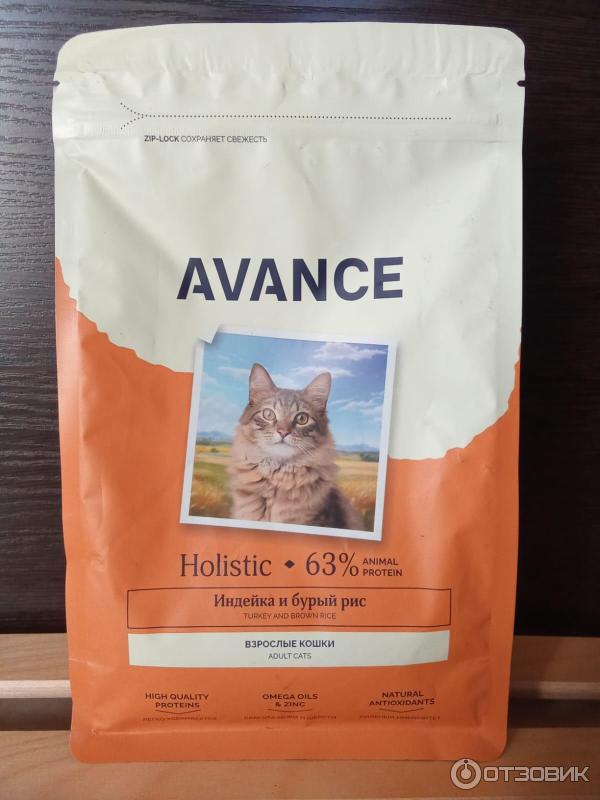 ZIP-LOCK СОХРАНЯЕТ СВЕЖЕСТЬ
AVANCE
Holistic ◆ 63% ANIMAL PROTEIN
Индейка и бурый рис
TURKEY AND BROWN RICE
ВЗРОСЛЫЕ КОШКИ
ADULT CATS
HIGH QUALITY PROTEINS
OMEGA OILS & ZINC
NATURAL ANTIOXIDANTS
ОТЗОВИК